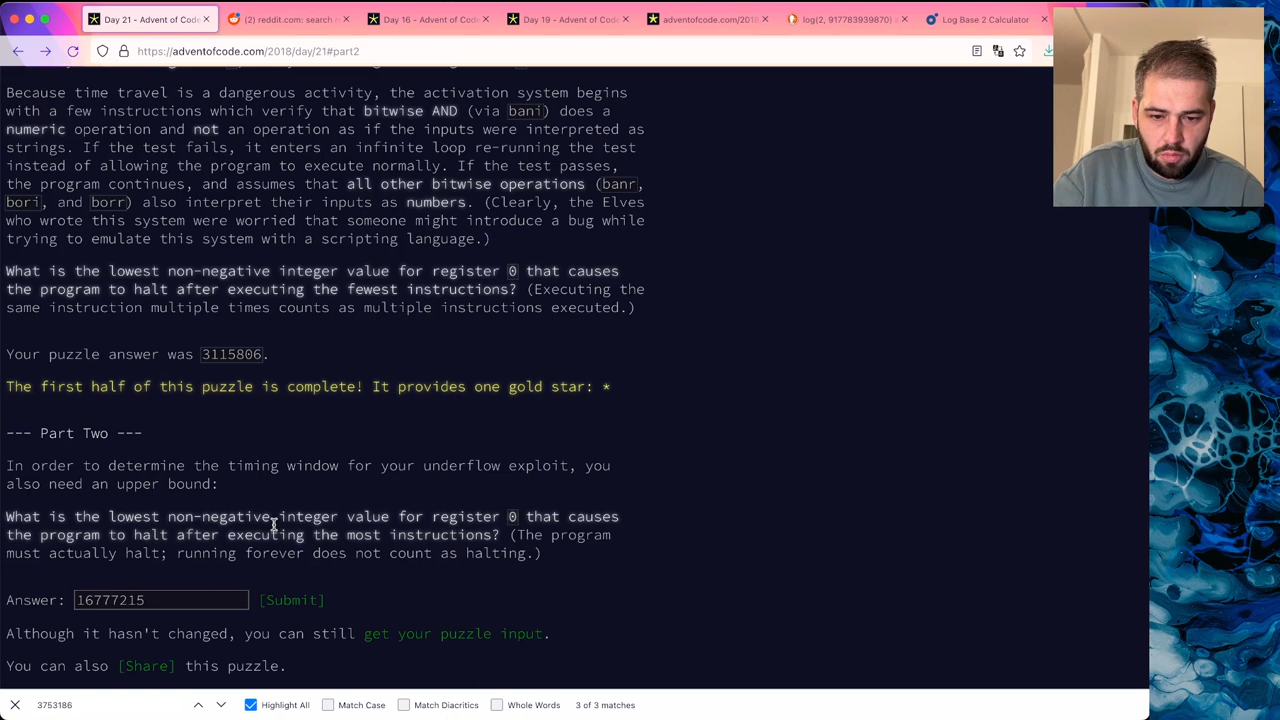 Day 21 - Advent of Code
(2) reddit.com: search r
Day 16 - Advent of Code
Day 19 - Advent of Code
adventofcode.com/2018
log(2, 917783939870)
Log Base 2 Calculator
https://adventofcode.com/2018/day/21#part2
Because time travel is a dangerous activity, the activation system begins
with a few instructions which verify that bitwise AND (via bani) does a
numeric operation and not an operation as if the inputs were interpreted as
strings. If the test fails, it enters an infinite loop re-running the test
instead of allowing the program to execute normally. If the test passes,
the program continues, and assumes that all other bitwise operations (banr,
bori, and borr) also interpret their inputs as numbers. (Clearly, the Elves
who wrote this system were worried that someone might introduce a bug while
trying to emulate this system with a scripting language.)
What is the lowest non-negative integer value for register 0 that causes
the program to halt after executing the fewest instructions? (Executing the
same instruction multiple times counts as multiple instructions executed.)
Your puzzle answer was 3115806.
The first half of this puzzle is complete! It provides one gold star: *
--- Part Two ---
In order to determine the timing window for your underflow exploit, you
also need an upper bound:
What is the lowest non-negative integer value for register 0 that causes
the program to halt after executing the most instructions? (The program
must actually halt; running forever does not count as halting.)
Answer: 16777215 [Submit]
Although it hasn't changed, you can still get your puzzle input.
You can also [Share] this puzzle.
3753186 Highlight All Match Case Match Diacritics Whole Words 3 of 3 matches